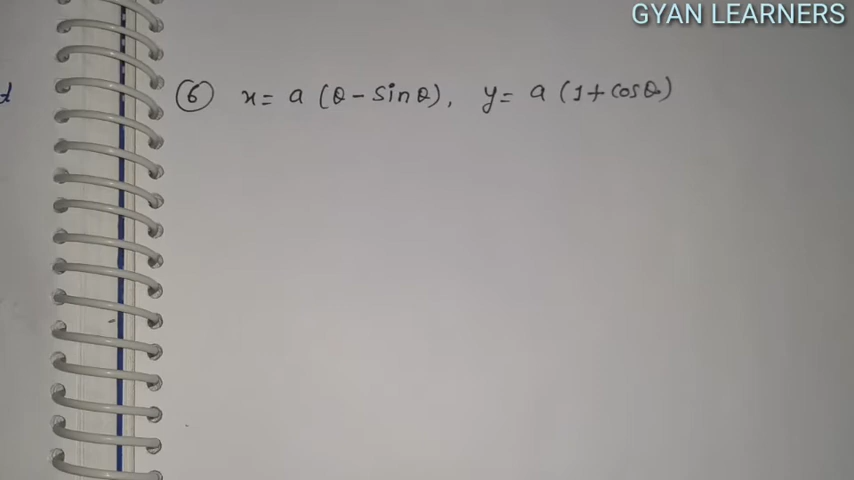 GYAN LEARNERS
⑥ x = a (θ - sinθ), y = a (1 + cosθ)